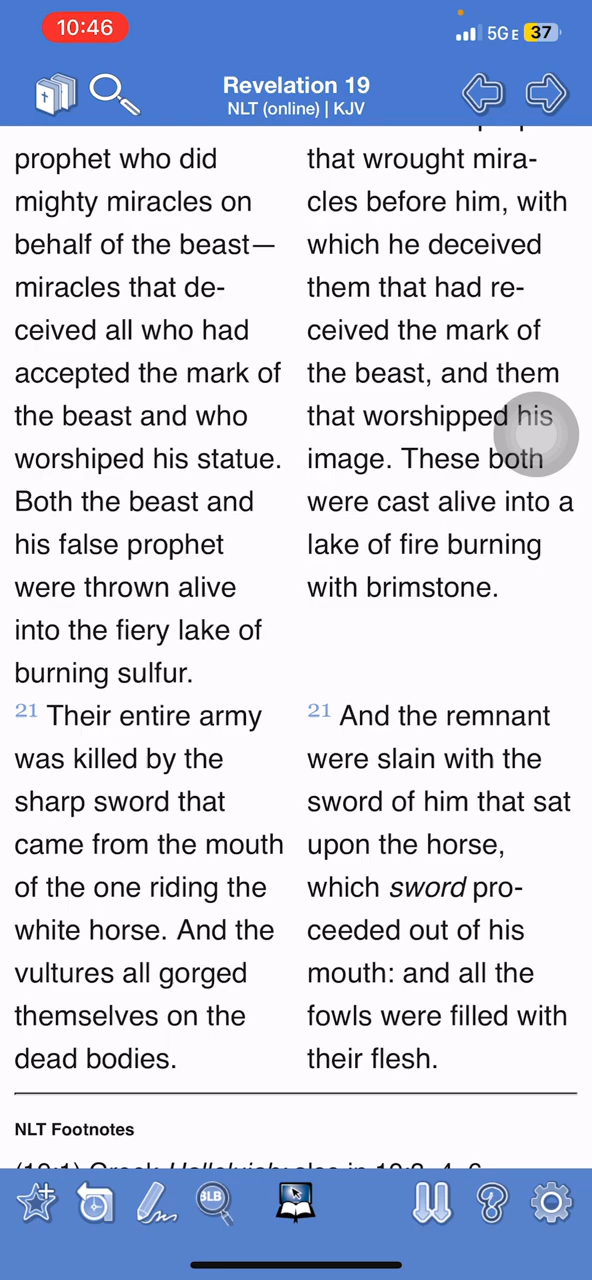 10:46
5GE 37
Revelation 19
NLT (online) | KJV
prophet who did
mighty miracles on
behalf of the beast—
miracles that de-
ceived all who had
accepted the mark of
the beast and who
worshiped his statue.
Both the beast and
his false prophet
were thrown alive
into the fiery lake of
burning sulfur.
21 Their entire army
was killed by the
sharp sword that
came from the mouth
of the one riding the
white horse. And the
vultures all gorged
themselves on the
dead bodies.
that wrought mira-
cles before him, with
which he deceived
them that had re-
ceived the mark of
the beast, and them
that worshipped his
image. These both
were cast alive into a
lake of fire burning
with brimstone.
21 And the remnant
were slain with the
sword of him that sat
upon the horse,
which sword pro-
ceeded out of his
mouth: and all the
fowls were filled with
their flesh.
NLT Footnotes
BLB